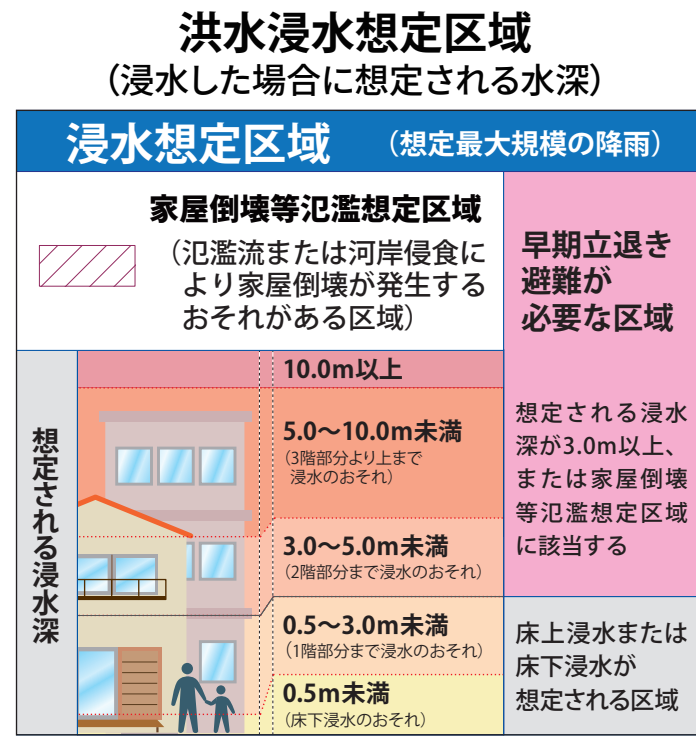 洪水浸水想定区域
（浸水した場合に想定される水深）
浸水想定区域 （想定最大規模の降雨）
家屋倒壊等氾濫想定区域
（氾濫流または河岸侵食に
より家屋倒壊が発生する
おそれがある区域）
早期立退き
避難が
必要な区域
想定される浸水
深が3.0m以上、
または家屋倒壊
等氾濫想定区域
に該当する
想定される浸水深
10.0m以上
5.0〜10.0m未満
（3階部分より上まで
浸水のおそれ）
3.0〜5.0m未満
（2階部分まで浸水のおそれ）
0.5〜3.0m未満
（1階部分まで浸水のおそれ）
0.5m未満
（床下浸水のおそれ）
床上浸水または
床下浸水が
想定される区域